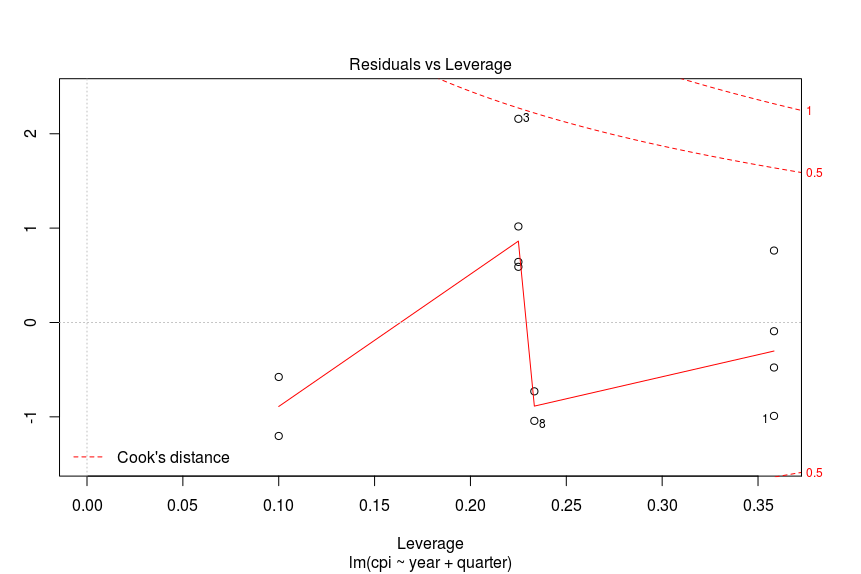 Residuals vs Leverage
2
1
0
-1
3
8
1
1
0.5
0.5
Cook's distance
0.00 0.05 0.10 0.15 0.20 0.25 0.30 0.35
Leverage
lm(cpi ~ year + quarter)